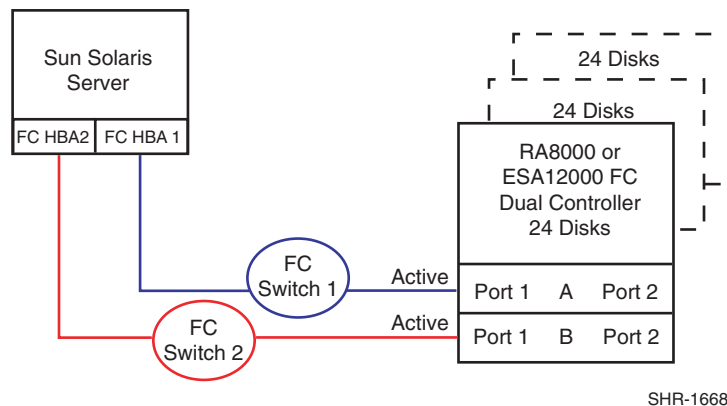 Sun Solaris
Server
FC HBA2
FC HBA 1
24 Disks
24 Disks
RA8000 or
ESA12000 FC
Dual Controller
24 Disks
FC
Switch 1
Active
Port 1 A Port 2
FC
Switch 2
Active
Port 1 B Port 2
SHR-1668